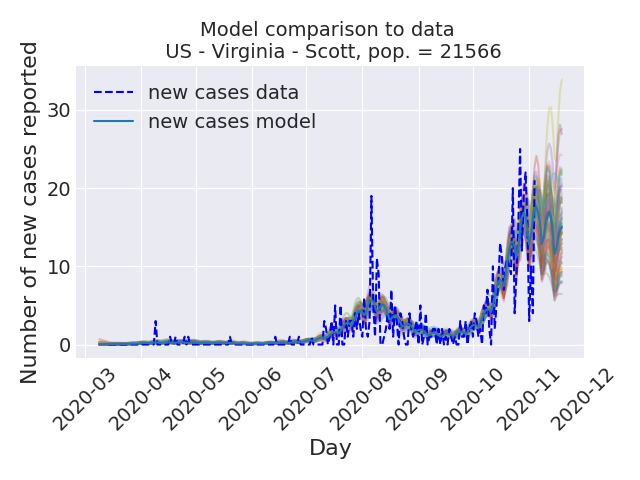 Model comparison to data
US - Virginia - Scott, pop. = 21566
Number of new cases reported
new cases data
new cases model
30
20
10
0
2020-03
2020-04
2020-05
2020-06
2020-07
2020-08
2020-09
2020-10
2020-11
2020-12
Day